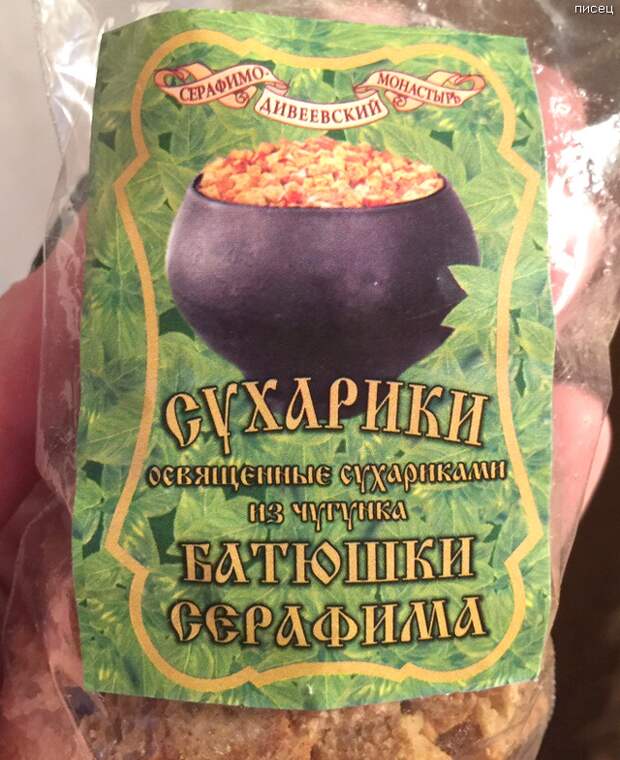 писец
СЕРАФИМО-
ДИВЕЕВСКИЙ
МОНАСТЫРЬ
СУХАРИКИ
ОСВЯЩЕННЫЕ СУХАРИКАМИ
ИЗ ЧУГУНКА
БАТЮШКИ
СЕРАФИМА